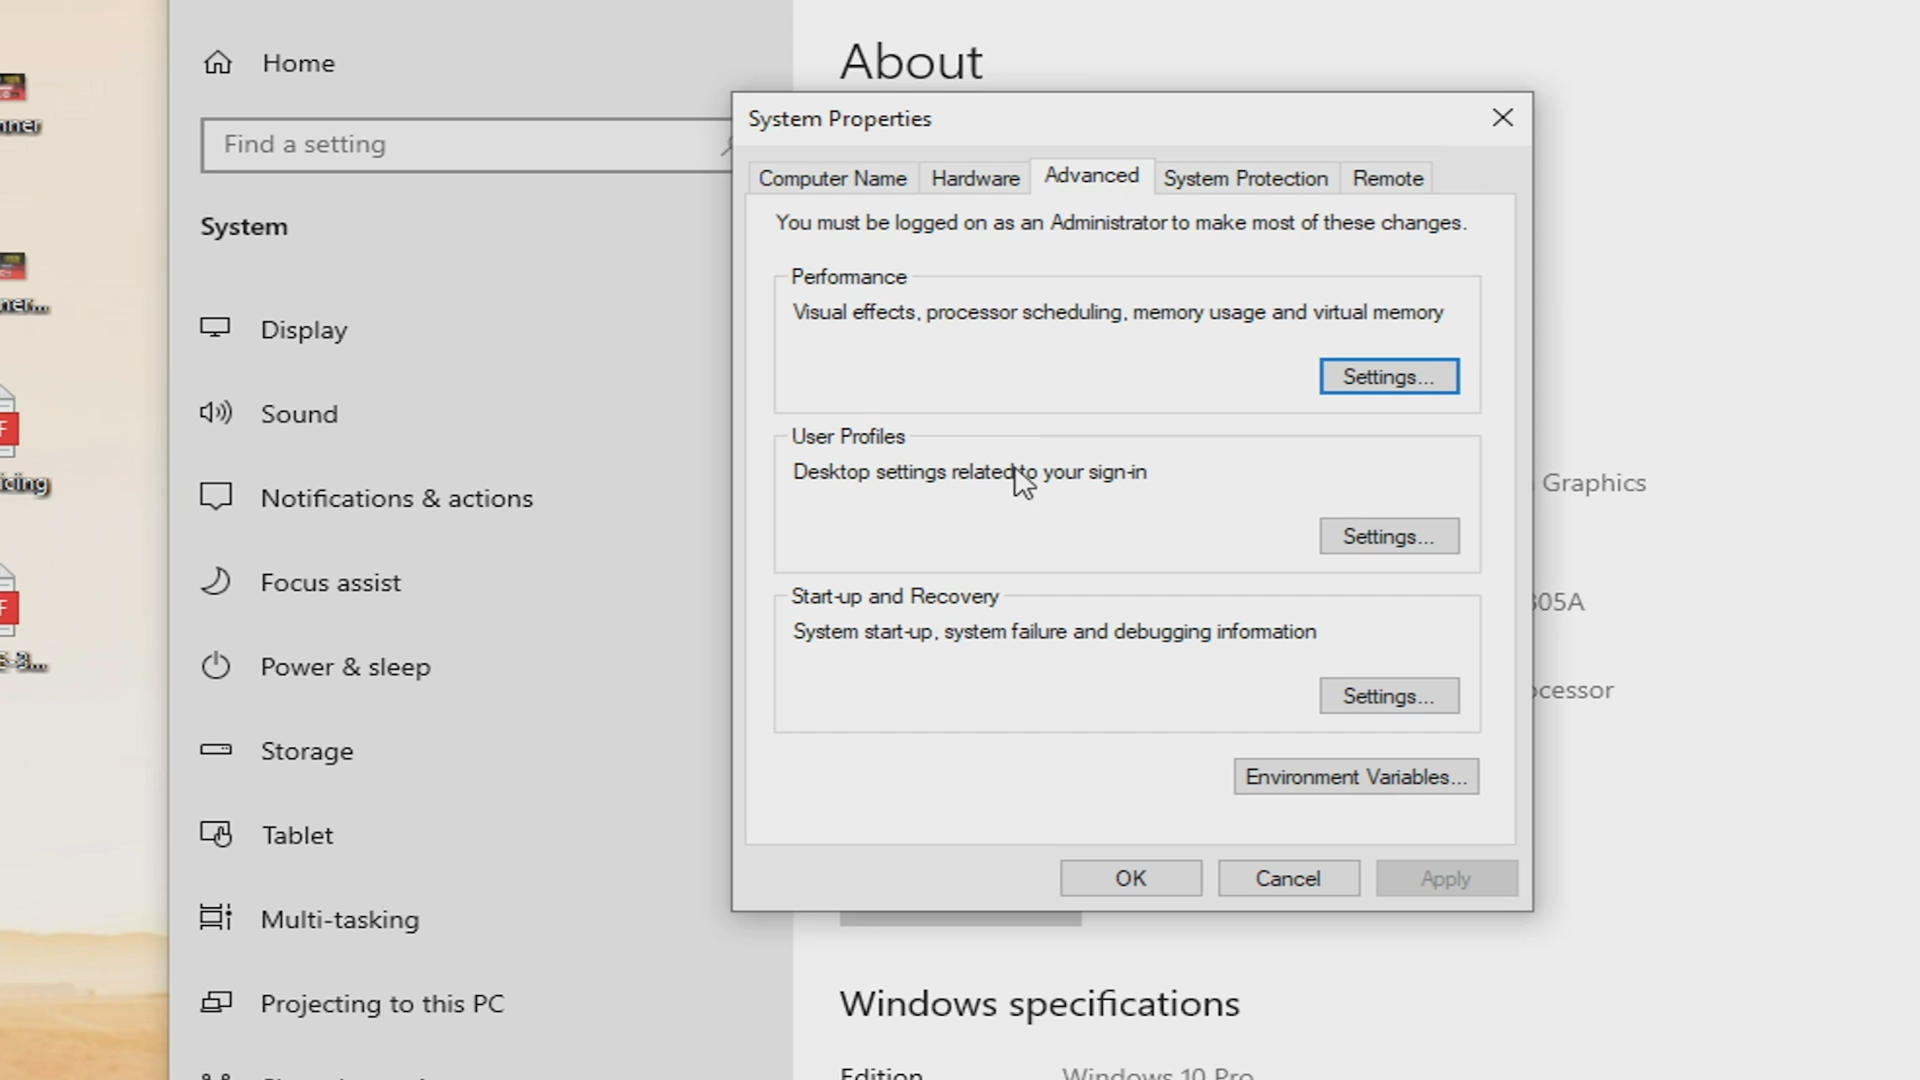 Home
Find a setting
System
Display
Sound
Notifications & actions
Focus assist
Power & sleep
Storage
Tablet
Multi-tasking
Projecting to this PC
About
System Properties
Computer Name Hardware Advanced System Protection Remote
You must be logged on as an Administrator to make most of these changes.
Performance
Visual effects, processor scheduling, memory usage and virtual memory
Settings...
User Profiles
Desktop settings related to your sign-in
Settings...
Start-up and Recovery
System start-up, system failure and debugging information
Settings...
Environment Variables...
OK Cancel Apply
Graphics
305A
ocessor
Windows specifications
Edition Windows 10 Pro